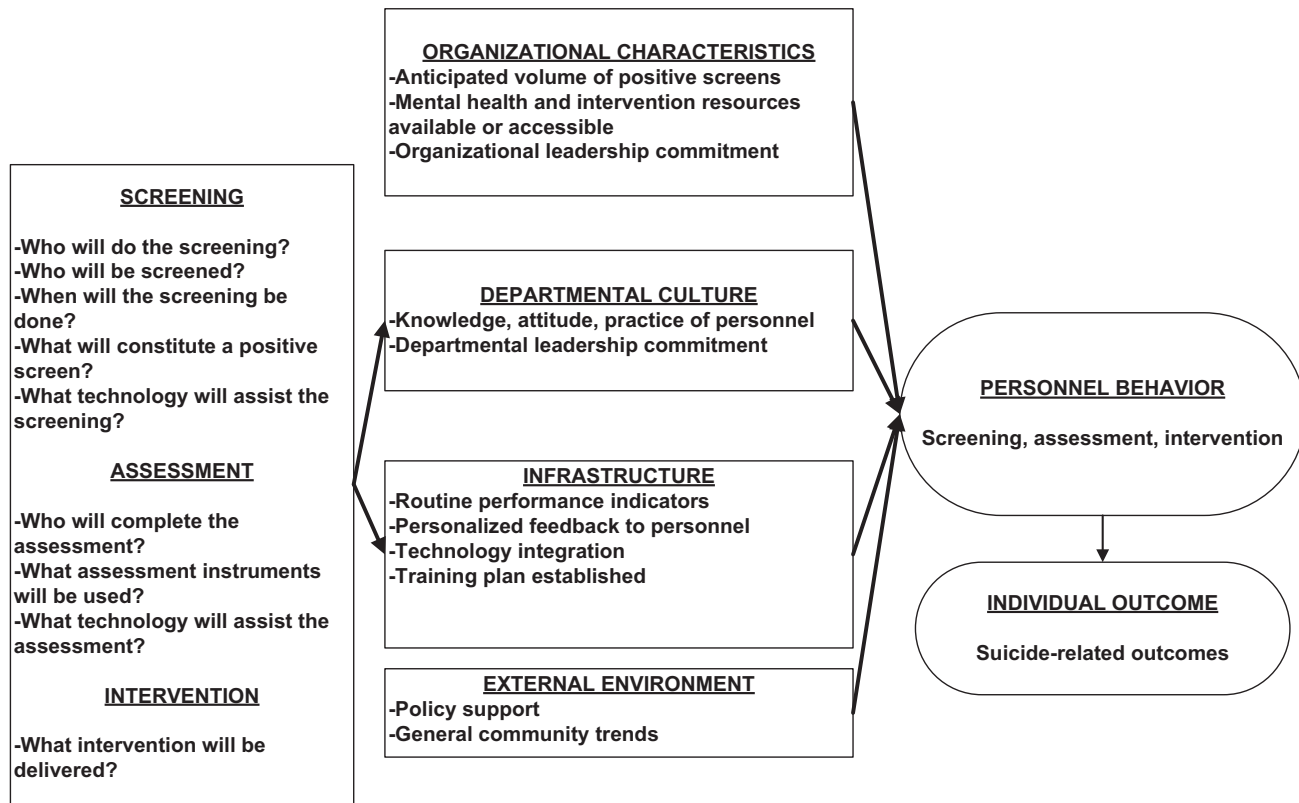 SCREENING
-Who will do the screening?
-Who will be screened?
-When will the screening be
done?
-What will constitute a positive
screen?
-What technology will assist the
screening?
ASSESSMENT
-Who will complete the
assessment?
-What assessment instruments
will be used?
-What technology will assist the
assessment?
INTERVENTION
-What intervention will be
delivered?
ORGANIZATIONAL CHARACTERISTICS
-Anticipated volume of positive screens
-Mental health and intervention resources
available or accessible
-Organizational leadership commitment
DEPARTMENTAL CULTURE
-Knowledge, attitude, practice of personnel
-Departmental leadership commitment
INFRASTRUCTURE
-Routine performance indicators
-Personalized feedback to personnel
-Technology integration
-Training plan established
EXTERNAL ENVIRONMENT
-Policy support
-General community trends
PERSONNEL BEHAVIOR
Screening, assessment, intervention
INDIVIDUAL OUTCOME
Suicide-related outcomes